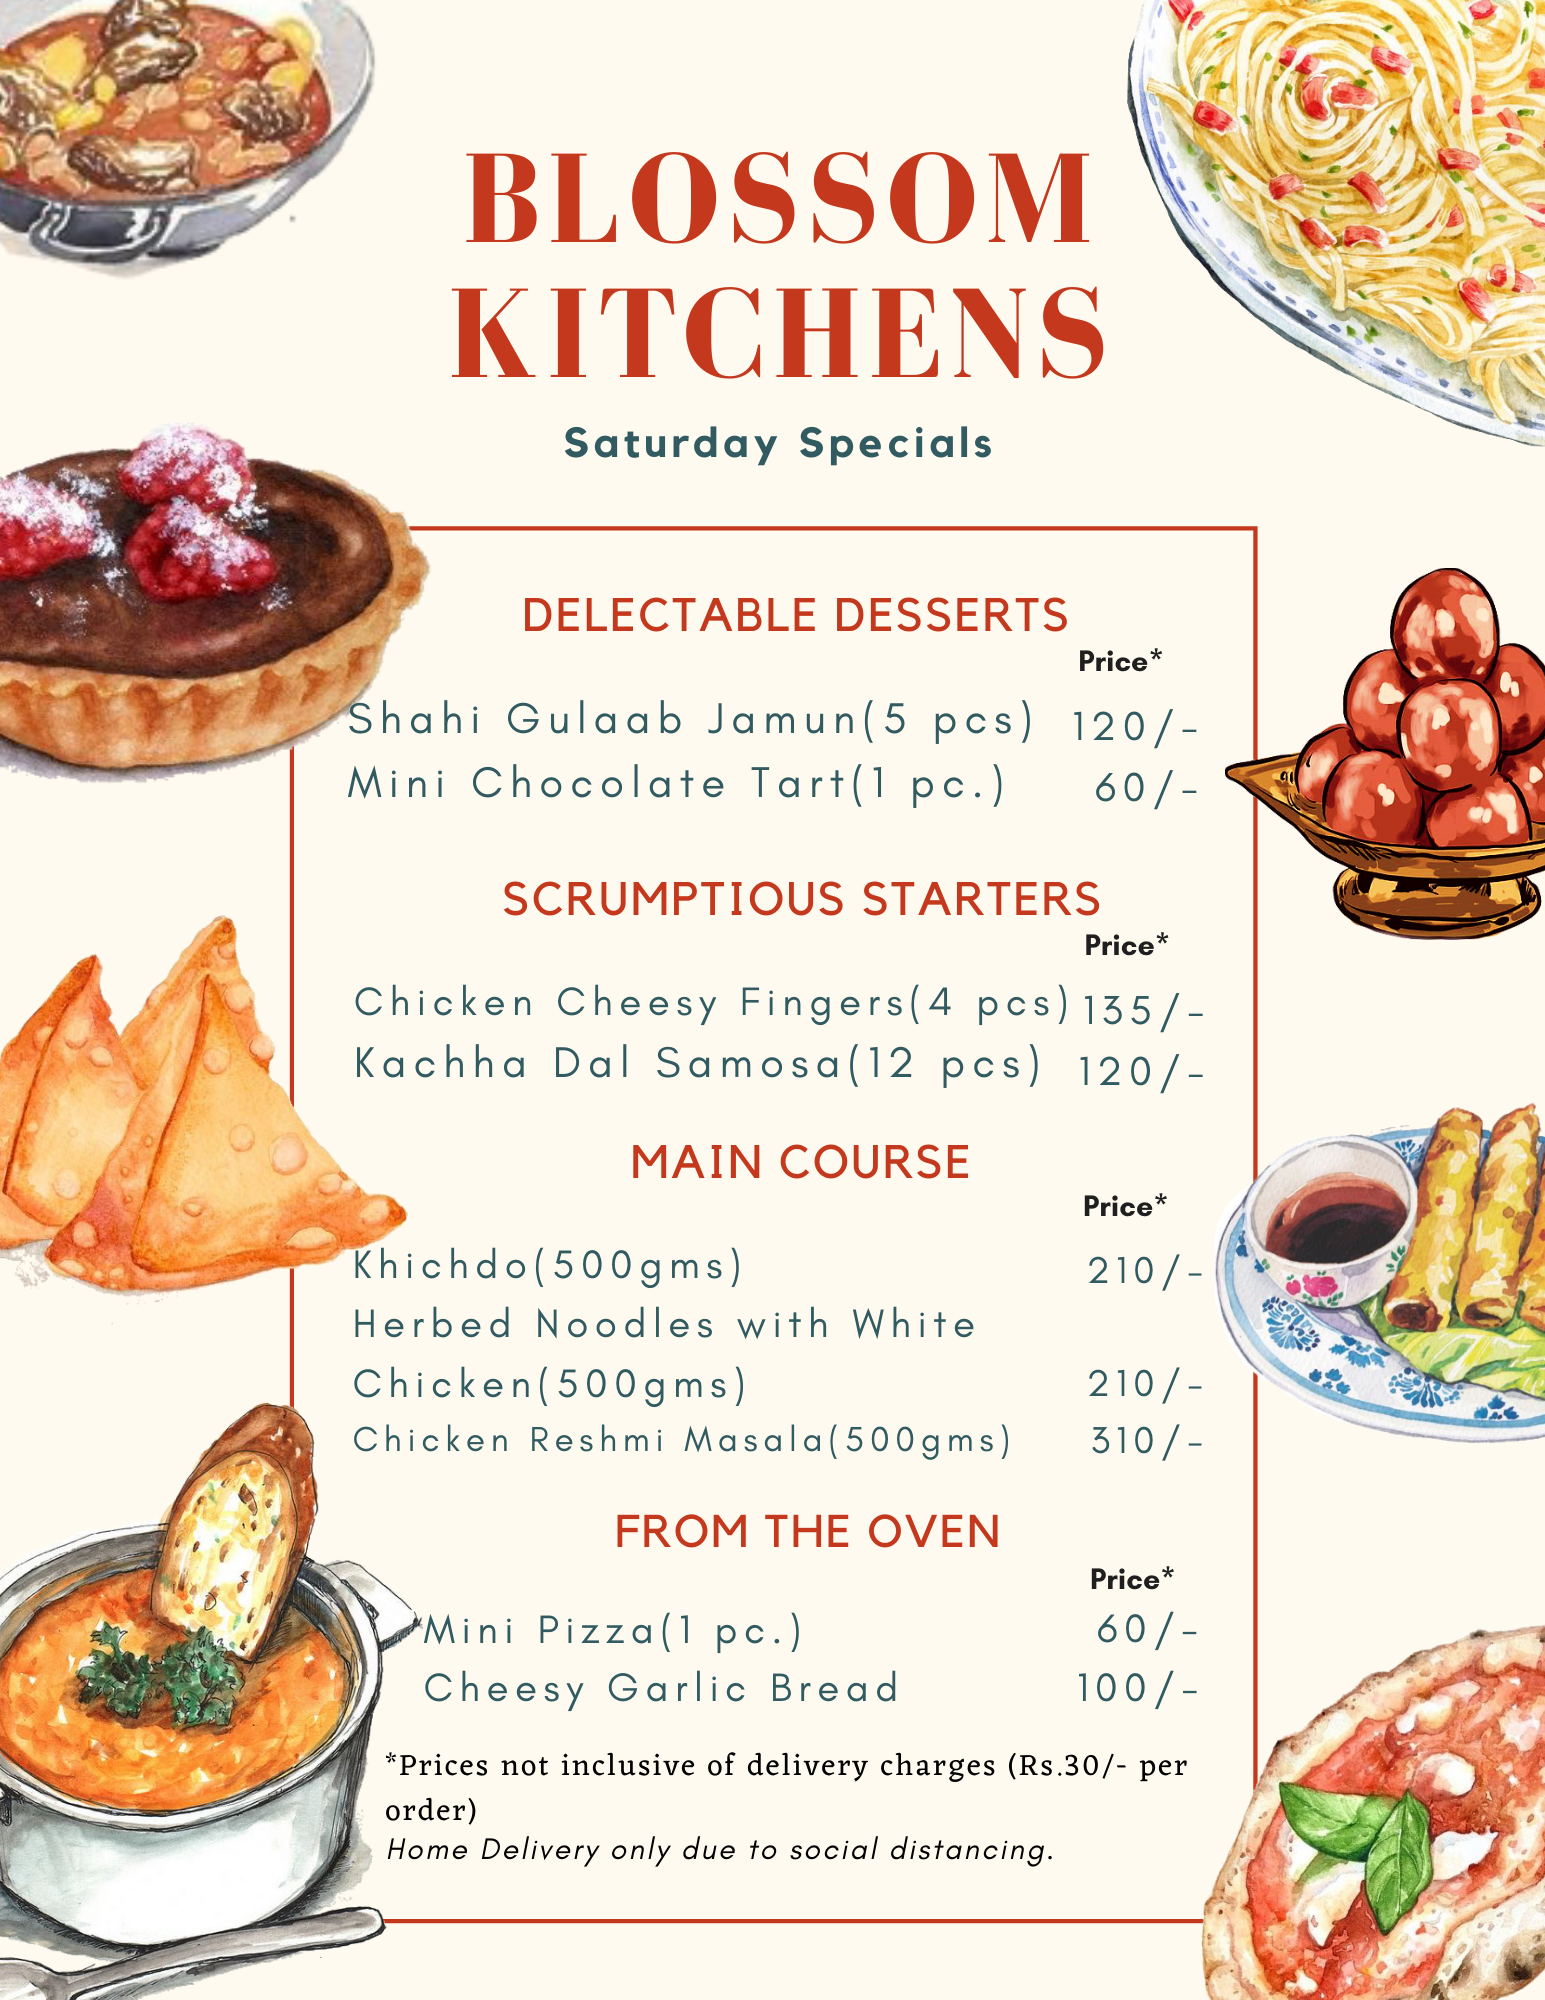 BLOSSOM
KITCHENS
Saturday Specials
DELECTABLE DESSERTS
Price*
Shahi Gulaab Jamun(5 pcs) 120/-
Mini Chocolate Tart(1 pc.) 60/-
SCRUMPTIOUS STARTERS
Price*
Chicken Cheesy Fingers(4 pcs) 135/-
Kachha Dal Samosa(12 pcs) 120/-
MAIN COURSE
Price*
Khichdo(500gms) 210/-
Herbed Noodles with White
Chicken(500gms) 210/-
Chicken Reshmi Masala(500gms) 310/-
FROM THE OVEN
Price*
Mini Pizza(1 pc.) 60/-
Cheesy Garlic Bread 100/-
*Prices not inclusive of delivery charges (Rs.30/- per
order)
Home Delivery only due to social distancing.